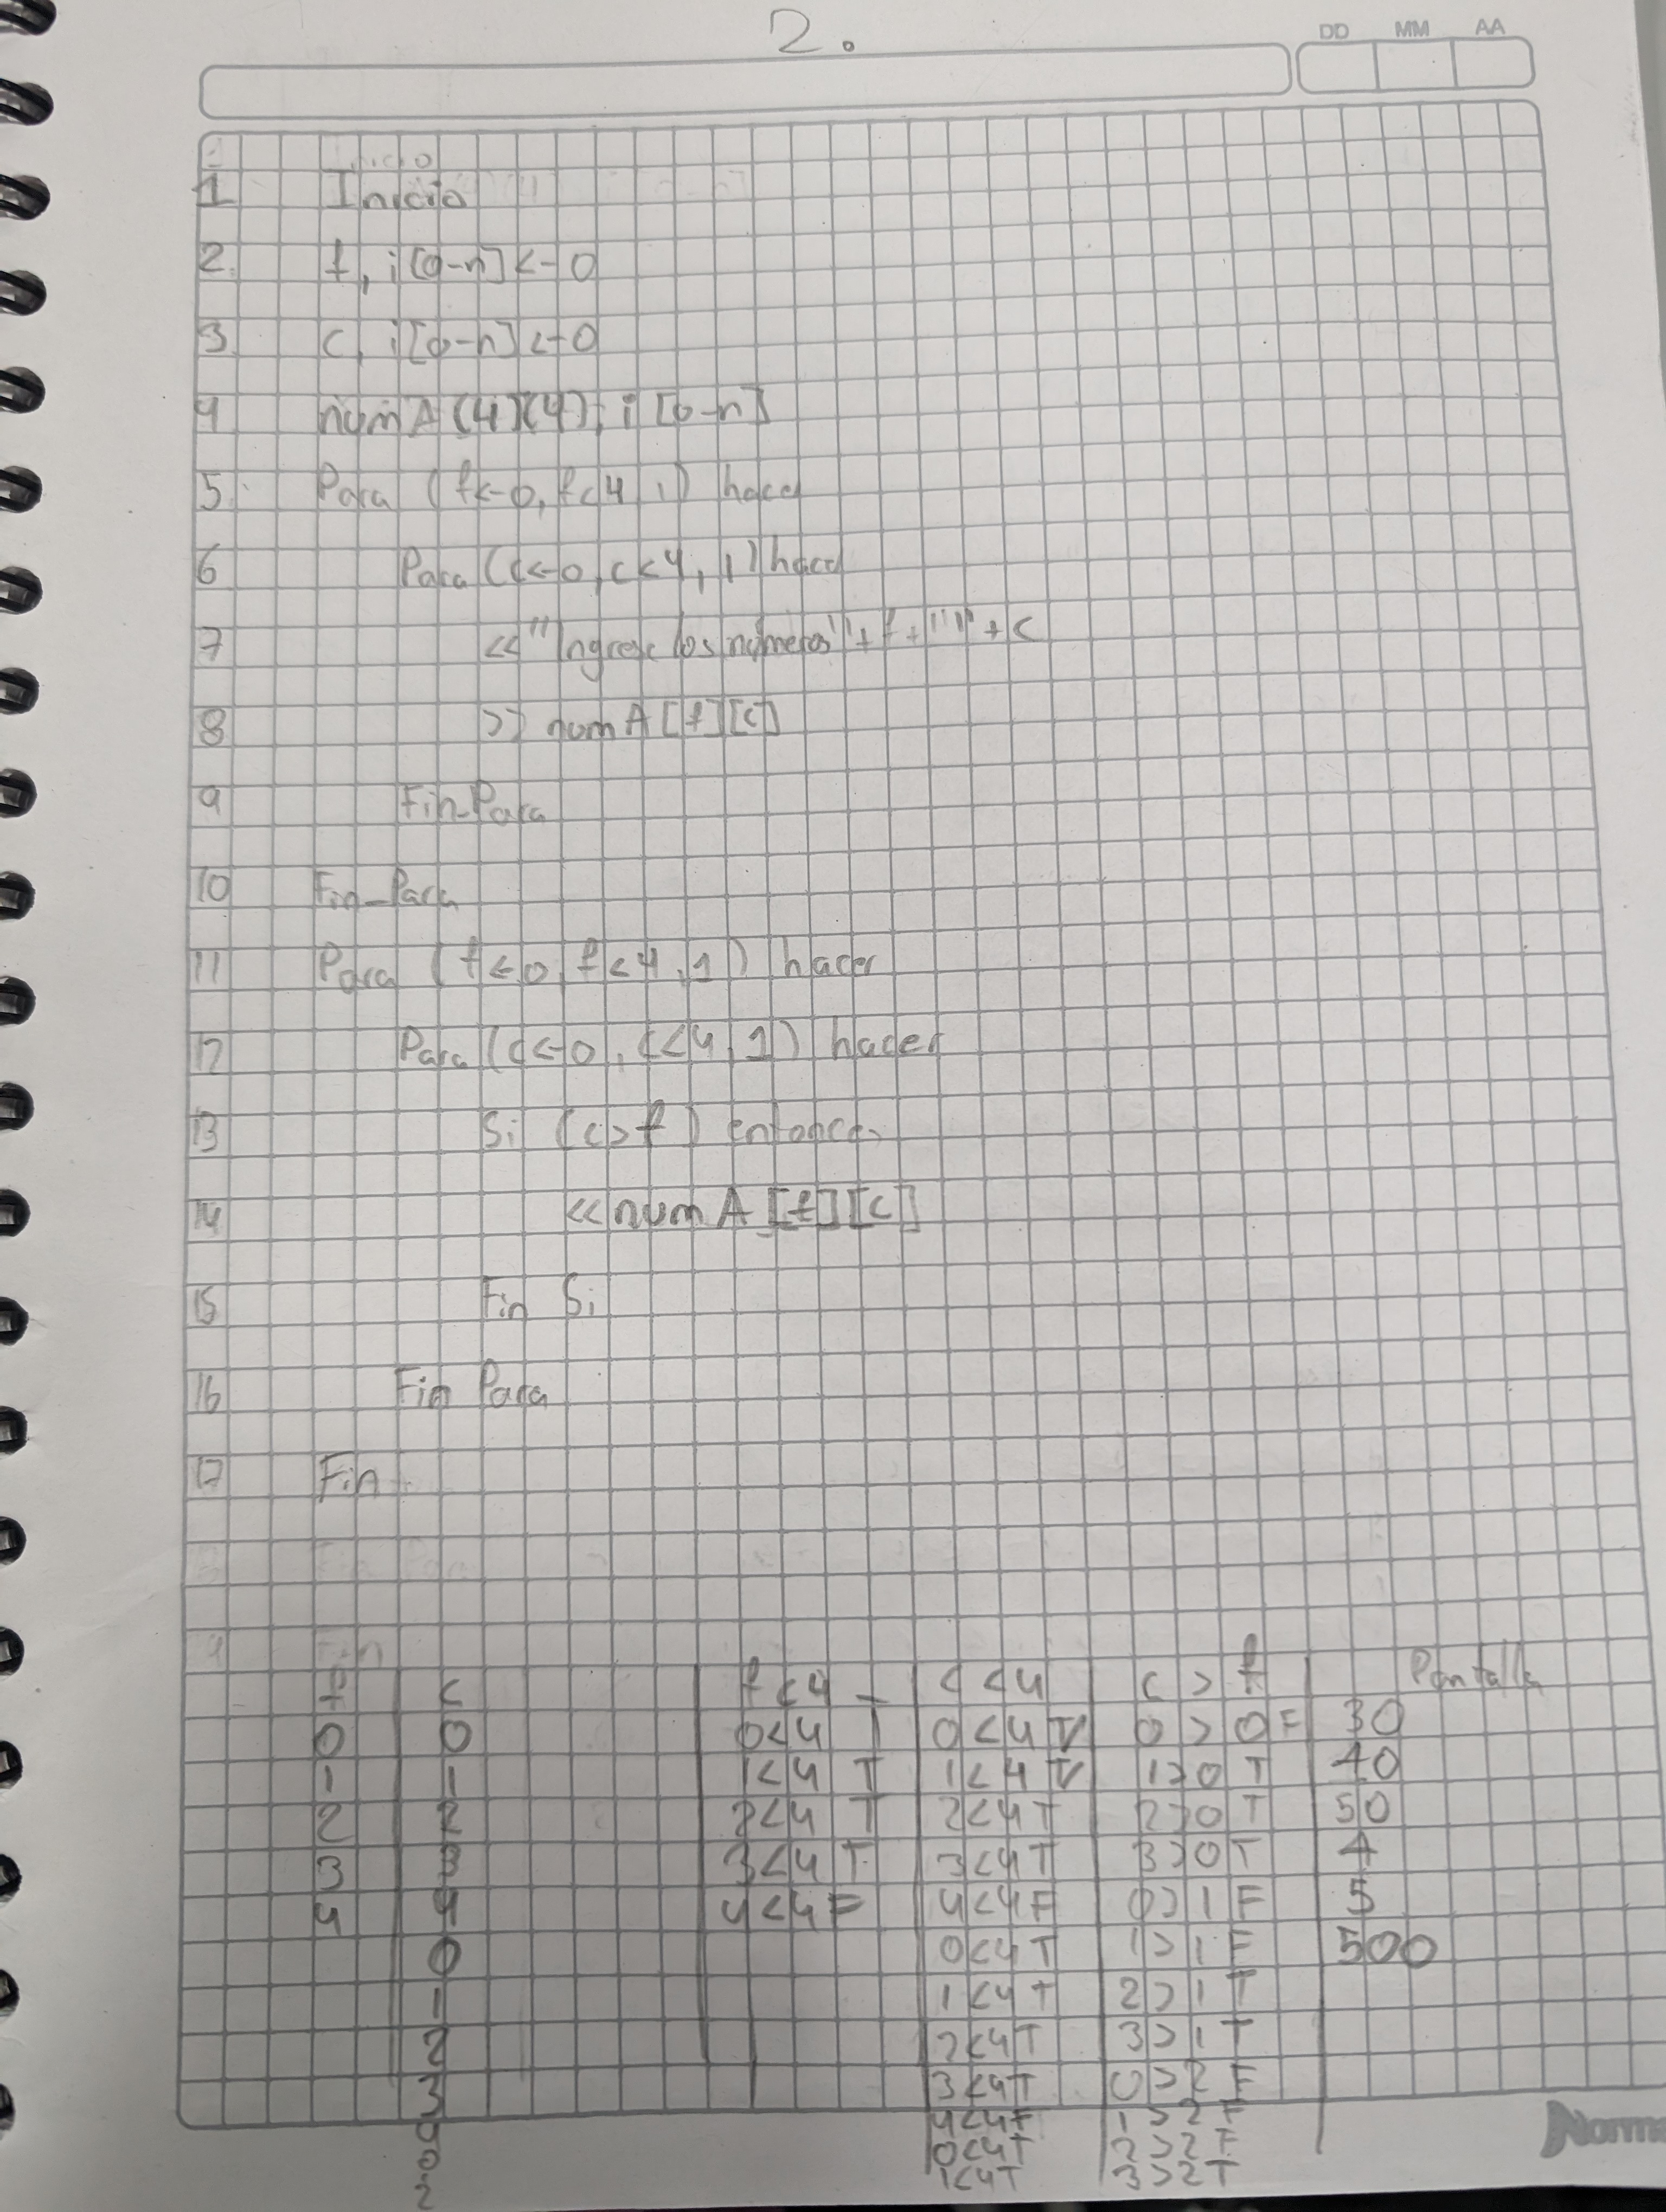 2.
DD MM AA
Inicio
1 Inicio
2. f, i[0-n] <- 0
3. c, i[0-n] <- 0
4 numA(4)(4), i[0-n]
5. Para (f<-0, f<4, 1) hacer
6 Para (c<-0, c<4, 1) hacer
7 << "Ingrese los números" + f + "1" + c
8 >> numA[f][c]
9 Fin-Para
10 Fin-Para
11 Para (f<-0, f<4, 1) hacer
12 Para (c<-0, c<4, 1) hacer
13 Si (c>f) entonces
14 << numA[f][c]
15 Fin Si
16 Fin Para
17 Fin
f c f<4 c<4 c>f Pantalla
0 0 0<4 T 0<4 T 0>0 F 30
1 1 1<4 T 1<4 T 1>0 T 40
2 2 2<4 T 2<4 T 2>0 T 50
3 3 3<4 T 3<4 T 3>0 T 4
4 4 4<4 F 4<4 F 0>1 F 5
0 0<4 T 1>1 F 500
1 1<4 T 2>1 T
2 2<4 T 3>1 T
3 3<4 T 0>2 F
4 4<4 F 1>2 F
0 0<4 T 2>2 F
2 1<4 T 3>2 T
Norma